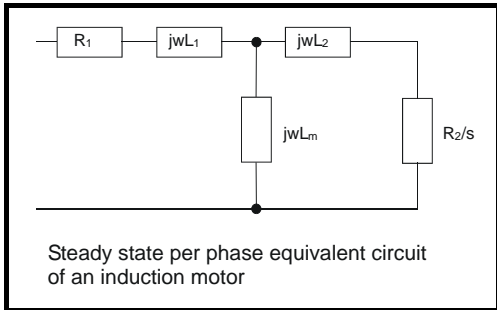 R1 jwL1 jwL2
jwLm R2/s
Steady state per phase equivalent circuit
of an induction motor